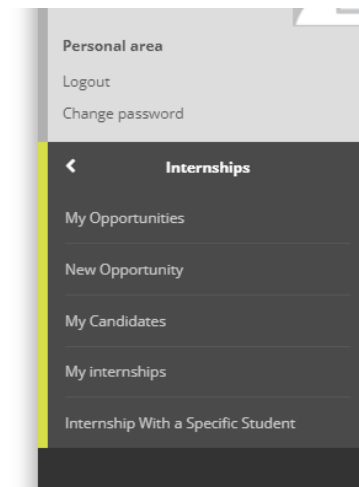 Personal area
Logout
Change password
Internships
My Opportunities
New Opportunity
My Candidates
My internships
Internship With a Specific Student